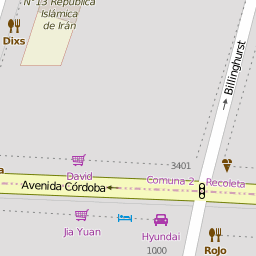 N°13 República
Islámica
de Irán
Dixs
Billinghurst
3401
David
Comuna 2 - Recoleta
Avenida Córdoba
Jia Yuan
Hyundai
Rojo
1000